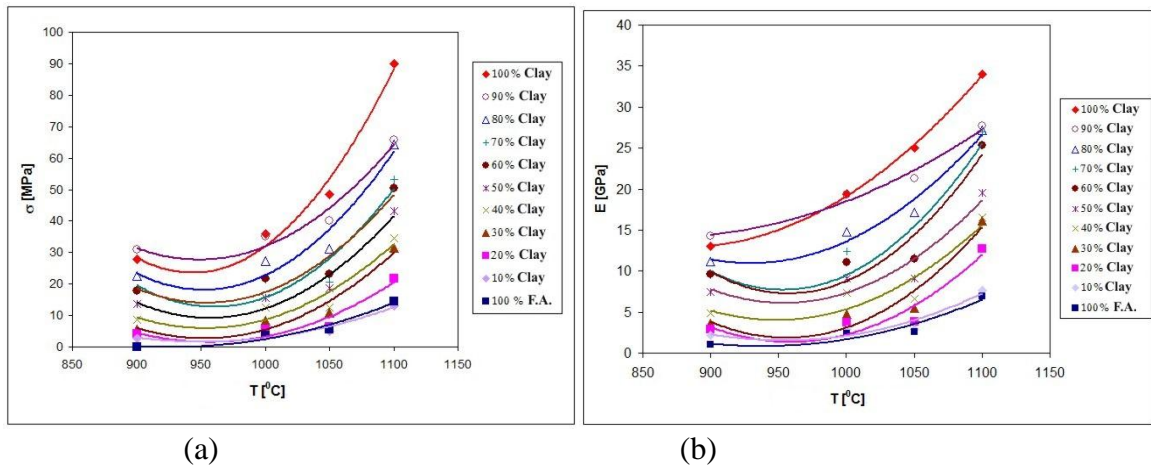 100
90
80
70
60
50
40
30
20
10
0
850 900 950 1000 1050 1100 1150
σ [MPa]
T [⁰C]
100% Clay
90% Clay
80% Clay
70% Clay
60% Clay
50% Clay
40% Clay
30% Clay
20% Clay
10% Clay
100% F.A.
(a)
40
35
30
25
20
15
10
5
0
850 900 950 1000 1050 1100 1150
E [GPa]
T [⁰C]
100% Clay
90% Clay
80% Clay
70% Clay
60% Clay
50% Clay
40% Clay
30% Clay
20% Clay
10% Clay
100% F.A.
(b)